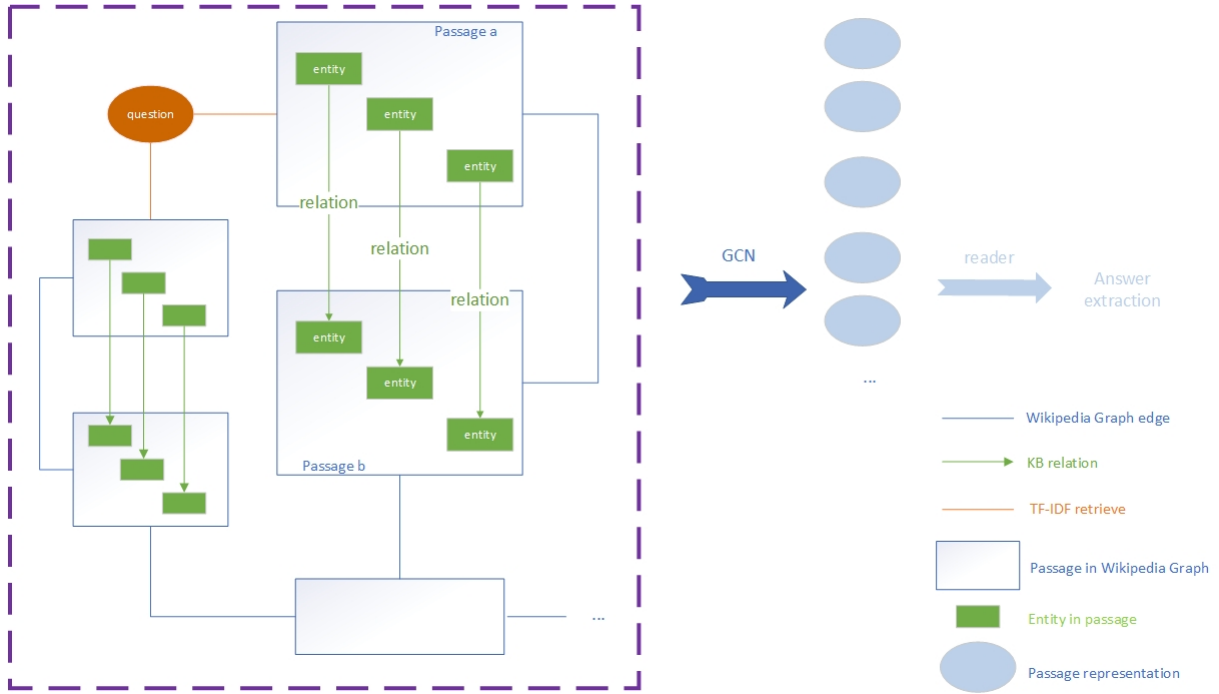 Passage a
entity
question
entity
entity
relation
relation
relation
entity
entity
entity
Passage b
...
GCN
...
reader
Answer
extraction
Wikipedia Graph edge
KB relation
TF-IDF retrieve
Passage in Wikipedia Graph
Entity in passage
Passage representation